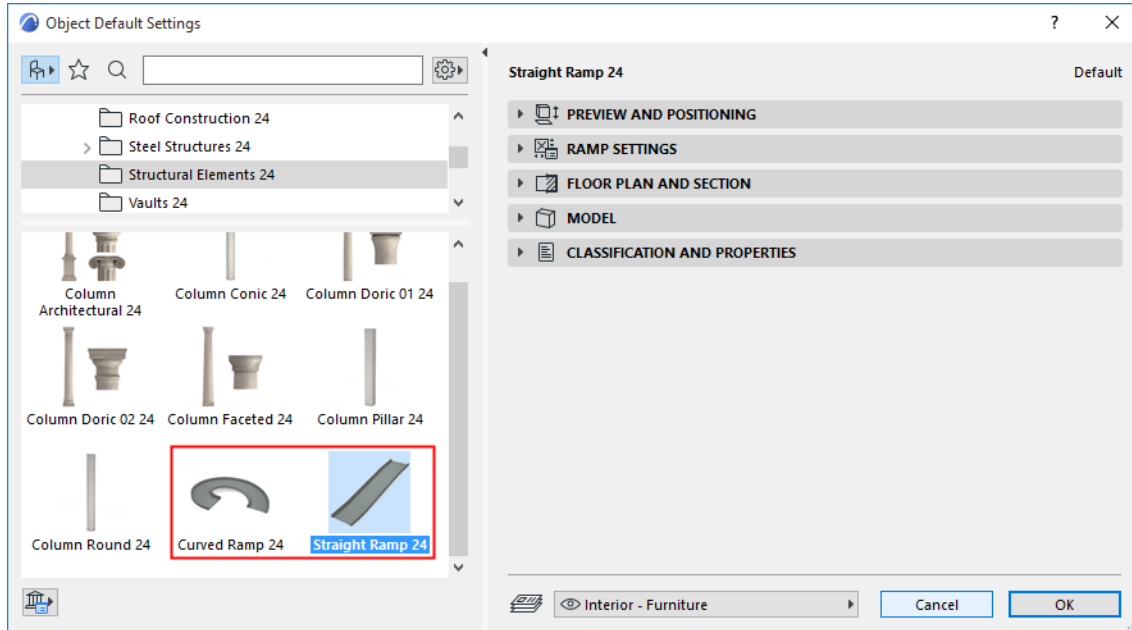 Object Default Settings
Roof Construction 24
Steel Structures 24
Structural Elements 24
Vaults 24
Column
Architectural 24
Column Conic 24
Column Doric 01 24
Column Doric 02 24
Column Faceted 24
Column Pillar 24
Column Round 24
Curved Ramp 24
Straight Ramp 24
Straight Ramp 24
Default
PREVIEW AND POSITIONING
RAMP SETTINGS
FLOOR PLAN AND SECTION
MODEL
CLASSIFICATION AND PROPERTIES
Interior - Furniture
Cancel
OK